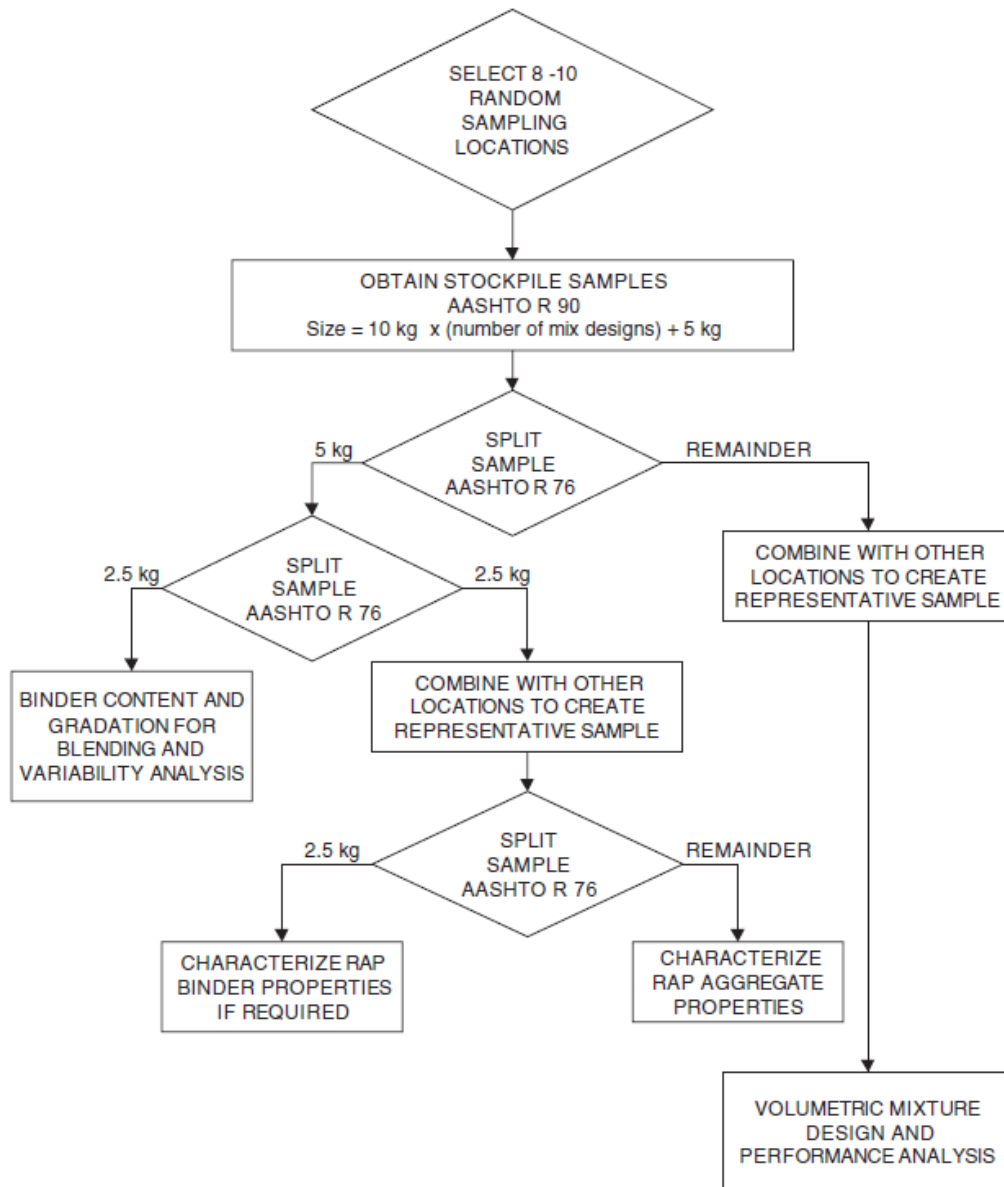 SELECT 8 -10
RANDOM
SAMPLING
LOCATIONS
OBTAIN STOCKPILE SAMPLES
AASHTO R 90
Size = 10 kg x (number of mix designs) + 5 kg
5 kg
SPLIT
SAMPLE
AASHTO R 76
REMAINDER
2.5 kg
SPLIT
SAMPLE
AASHTO R 76
2.5 kg
COMBINE WITH OTHER
LOCATIONS TO CREATE
REPRESENTATIVE SAMPLE
BINDER CONTENT AND
GRADATION FOR
BLENDING AND
VARIABILITY ANALYSIS
COMBINE WITH OTHER
LOCATIONS TO CREATE
REPRESENTATIVE SAMPLE
2.5 kg
SPLIT
SAMPLE
AASHTO R 76
REMAINDER
CHARACTERIZE RAP
BINDER PROPERTIES
IF REQUIRED
CHARACTERIZE
RAP AGGREGATE
PROPERTIES
VOLUMETRIC MIXTURE
DESIGN AND
PERFORMANCE ANALYSIS